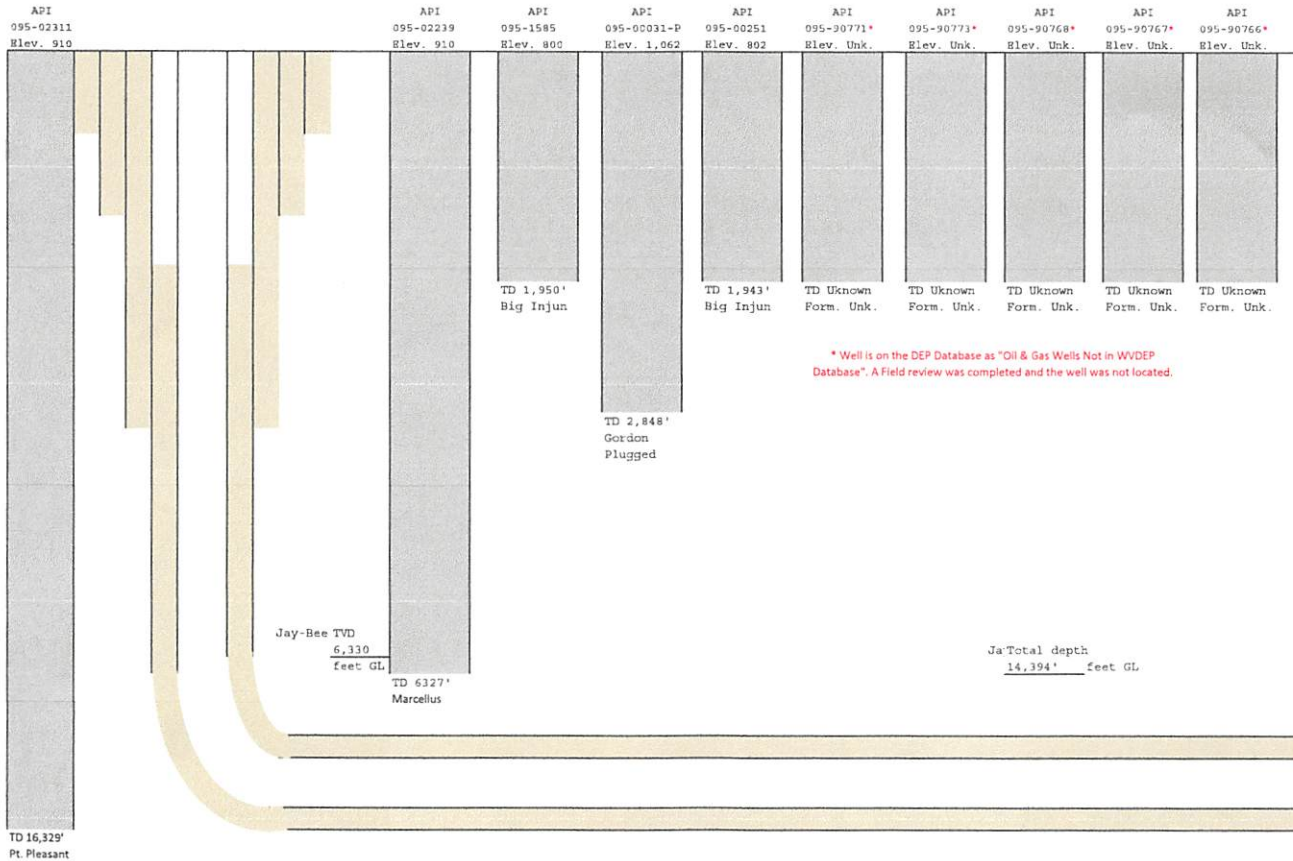 API
095-02311
Elev. 910
API
095-02239
Elev. 910
API
095-1585
Elev. 800
API
095-00031-P
Elev. 1,062
API
095-00251
Elev. 802
API
095-90771*
Elev. Unk.
API
095-90773*
Elev. Unk.
API
095-90768*
Elev. Unk.
API
095-90767*
Elev. Unk.
API
095-90766*
Elev. Unk.
TD 1,950'
Big Injun
TD 1,943'
Big Injun
TD Uknown
Form. Unk.
TD Uknown
Form. Unk.
TD Uknown
Form. Unk.
TD Uknown
Form. Unk.
TD Uknown
Form. Unk.
* Well is on the DEP Database as "Oil & Gas Wells Not in WVDEP
Database". A Field review was completed and the well was not located.
TD 2,848'
Gordon
Plugged
Jay-Bee TVD
6,330
feet GL
TD 6327'
Marcellus
Ja Total depth
14,394' feet GL
TD 16,329'
Pt. Pleasant